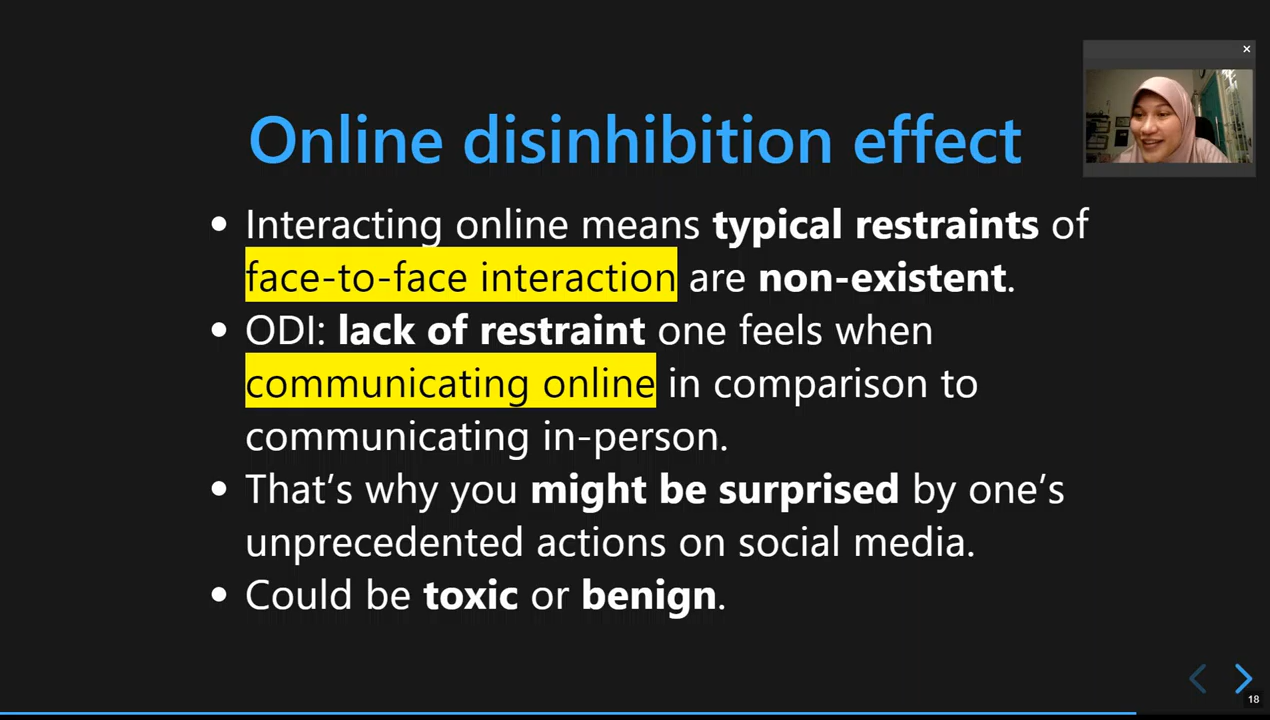 Online disinhibition effect
• Interacting online means typical restraints of
face-to-face interaction are non-existent.
• ODI: lack of restraint one feels when
communicating online in comparison to
communicating in-person.
• That’s why you might be surprised by one’s
unprecedented actions on social media.
• Could be toxic or benign.
18